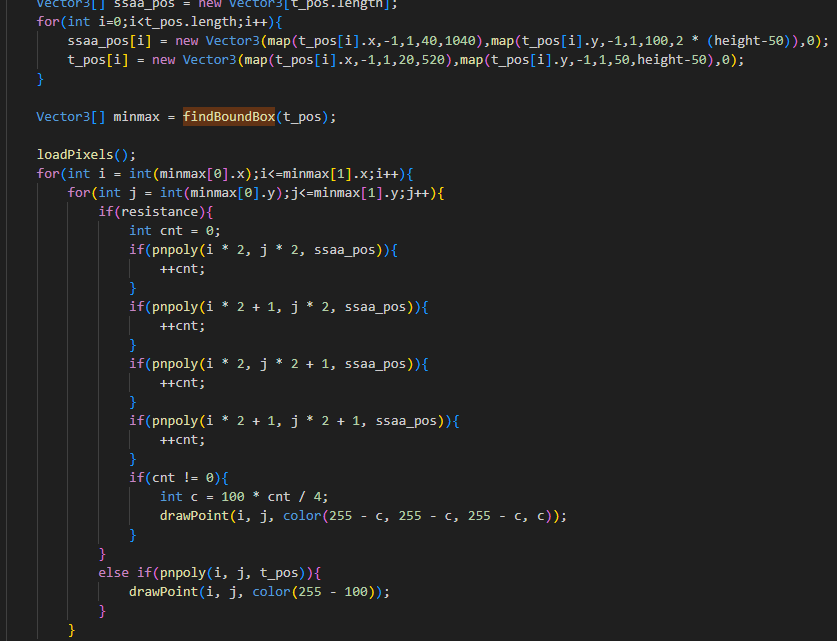 Vector3[] ssaa_pos = new Vector3[t_pos.length];
for(int i=0;i<t_pos.length;i++){
ssaa_pos[i] = new Vector3(map(t_pos[i].x,-1,1,40,1040),map(t_pos[i].y,-1,1,100,2 * (height-50)),0);
t_pos[i] = new Vector3(map(t_pos[i].x,-1,1,20,520),map(t_pos[i].y,-1,1,50,height-50),0);
}
Vector3[] minmax = findBoundBox(t_pos);
loadPixels();
for(int i = int(minmax[0].x);i<=minmax[1].x;i++){
for(int j = int(minmax[0].y);j<=minmax[1].y;j++){
if(resistance){
int cnt = 0;
if(pnpoly(i * 2, j * 2, ssaa_pos)){
++cnt;
}
if(pnpoly(i * 2 + 1, j * 2, ssaa_pos)){
++cnt;
}
if(pnpoly(i * 2, j * 2 + 1, ssaa_pos)){
++cnt;
}
if(pnpoly(i * 2 + 1, j * 2 + 1, ssaa_pos)){
++cnt;
}
if(cnt != 0){
int c = 100 * cnt / 4;
drawPoint(i, j, color(255 - c, 255 - c, 255 - c, c));
}
}
else if(pnpoly(i, j, t_pos)){
drawPoint(i, j, color(255 - 100));
}
}